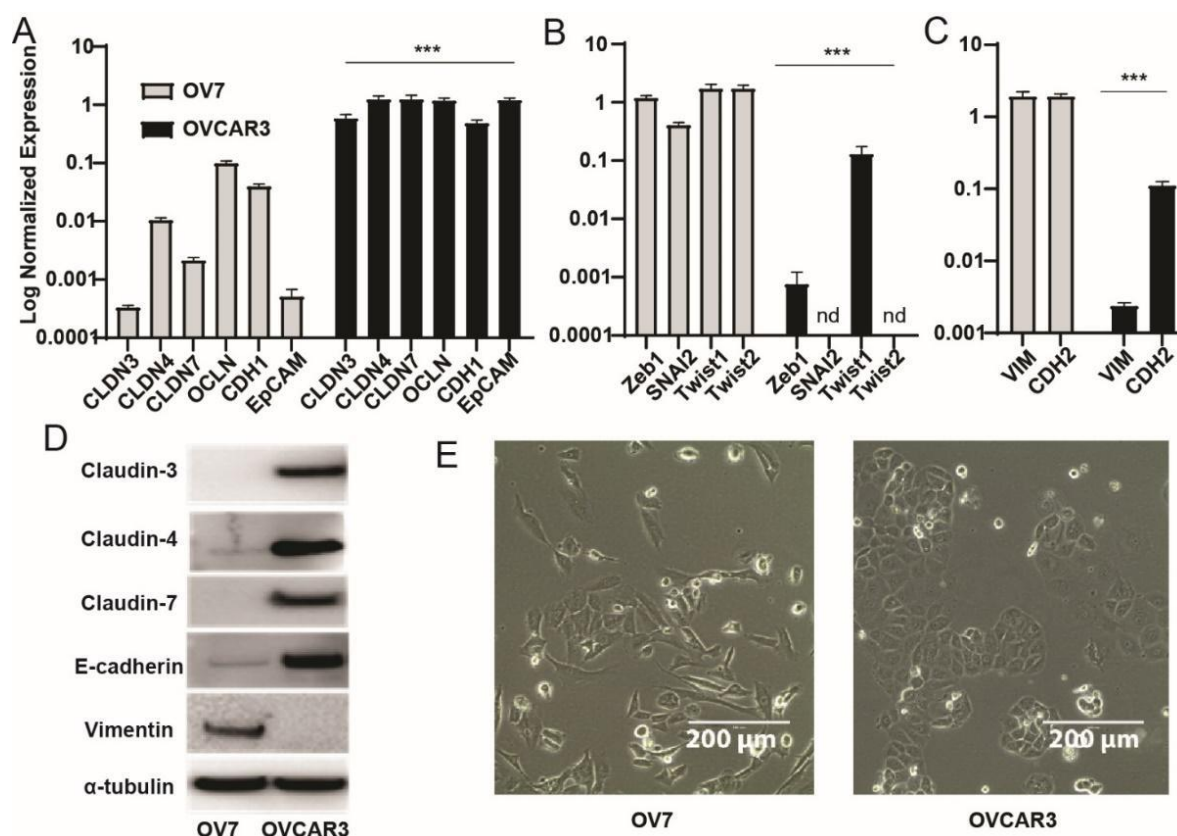 A
Log Normalized Expression
10
1
0.1
0.01
0.001
0.0001
OV7
OVCAR3
***
CLDN3
CLDN4
CLDN7
OCLN
CDH1
EpCAM
CLDN3
CLDN4
CLDN7
OCLN
CDH1
EpCAM
B
10
1
0.1
0.01
0.001
0.0001
***
nd
nd
Zeb1
SNAI2
Twist1
Twist2
Zeb1
SNAI2
Twist1
Twist2
C
10
1
0.1
0.01
0.001
***
VIM
CDH2
VIM
CDH2
D
Claudin-3
Claudin-4
Claudin-7
E-cadherin
Vimentin
α-tubulin
OV7 OVCAR3
E
200 µm
200 µm
OV7
OVCAR3